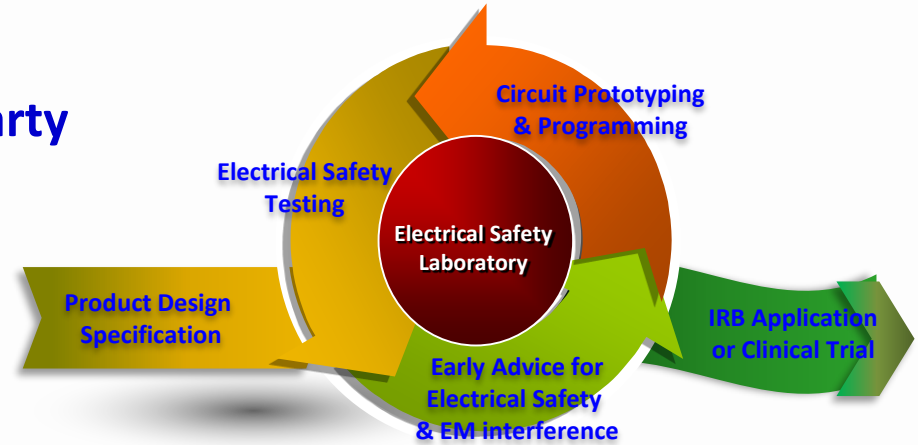 Circuit Prototyping
& Programming
Electrical Safety
Testing
Electrical Safety
Laboratory
Product Design
Specification
IRB Application
or Clinical Trial
Early Advice for
Electrical Safety
& EM interference